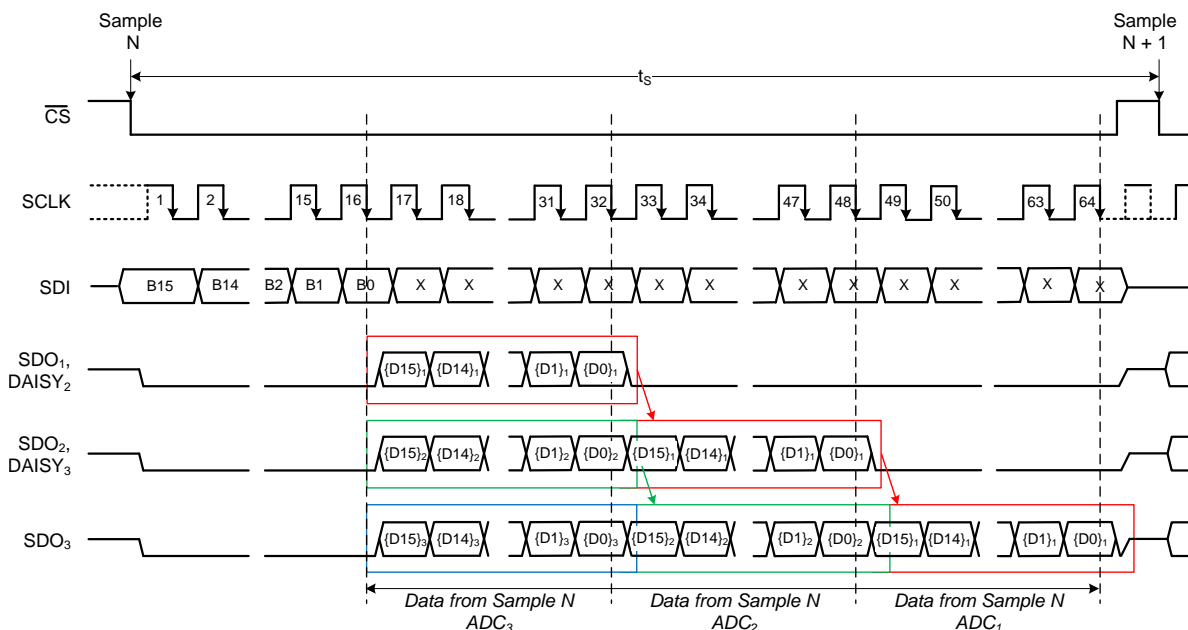 Sample Sample
N N + 1
tS
CS
SCLK 1 2 15 16 17 18 31 32 33 34 47 48 49 50 63 64
SDI B15 B14 B2 B1 B0 X X X X X X X X X X X X
SDO1,
DAISY2
{D15}1 {D14}1 {D1}1 {D0}1
SDO2,
DAISY3
{D15}2 {D14}2 {D1}2 {D0}2 {D15}1 {D14}1 {D1}1 {D0}1
SDO3 {D15}3 {D14}3 {D1}3 {D0}3 {D15}2 {D14}2 {D1}2 {D0}2 {D15}1 {D14}1 {D1}1 {D0}1
Data from Sample N Data from Sample N Data from Sample N
ADC3 ADC2 ADC1